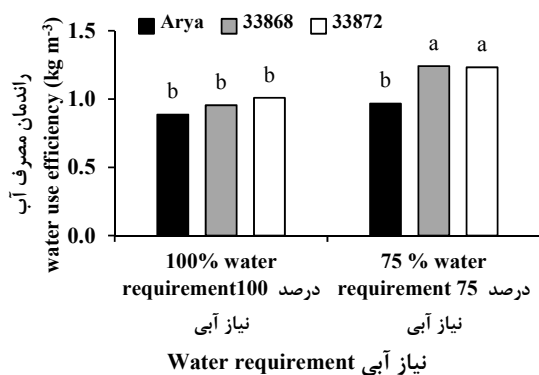 Arya 33868 33872
راندمان مصرف آب
water use efficiency (kg m-3)
1.5
1.0
0.5
0.0
b b b b a a
100% water
requirement100 درصد
نیاز آبی
75 % water
requirement 75 درصد
نیاز آبی
Water requirement نیاز آبی